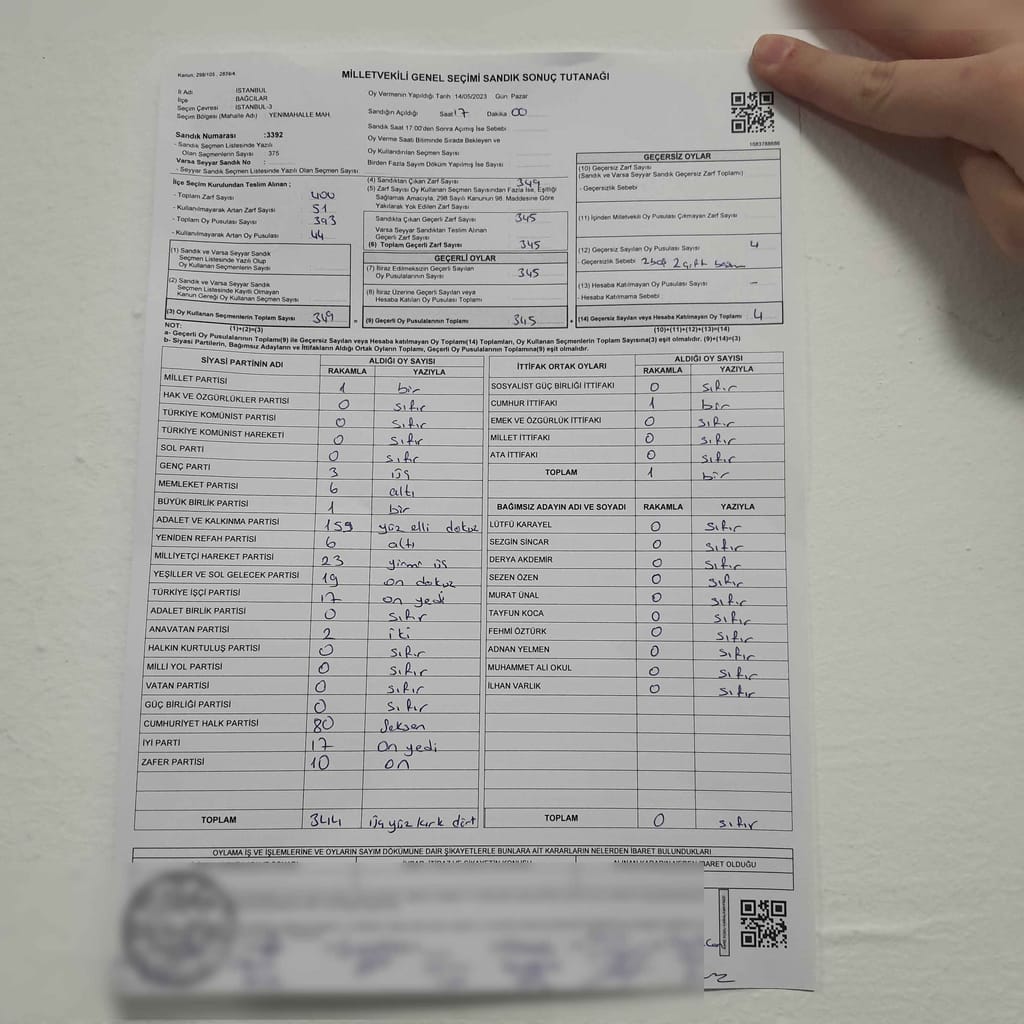 Kanun, 298/105 , 2839/4.
MİLLETVEKİLİ GENEL SEÇİMİ SANDIK SONUÇ TUTANAĞI
İl Adı İSTANBUL
İlçe BAĞCILAR
Seçim Çevresi İSTANBUL-3
Seçim Bölgesi (Mahalle Adı) YENİMAHALLE MAH.
Sandık Numarası :3392
- Sandık Seçmen Listesinde Yazılı
Olan Seçmenlerin Sayısı 375
Varsa Seyyar Sandık No :
- Seyyar Sandık Seçmen Listesinde Yazılı Olan Seçmen Sayısı
Oy Vermenin Yapıldığı Tarih :14/05/2023 Gün :Pazar
Sandığın Açıldığı Saat 17 Dakika 00
Sandık Saat 17.00'den Sonra Açılmış İse Sebebi
Oy Verme Saati Bitiminde Sırada Bekleyen ve
Oy Kullandırılan Seçmen Sayısı
Birden Fazla Sayım Döküm Yapılmış İse Sayısı
1583788686
İlçe Seçim Kurulundan Teslim Alınan ;
- Toplam Zarf Sayısı 400
- Kullanılmayarak Artan Zarf Sayısı 51
- Toplam Oy Pusulası Sayısı 393
- Kullanılmayarak Artan Oy Pusulası 44
(4) Sandıktan Çıkan Zarf Sayısı 349
(5) Zarf Sayısı Oy Kullanan Seçmen Sayısından Fazla İse, Eşitliği
Sağlamak Amacıyla, 298 Sayılı Kanunun 98. Maddesine Göre
Yakılarak Yok Edilen Zarf Sayısı
Sandıkta Çıkan Geçerli Zarf Sayısı 345
Varsa Seyyar Sandıktan Teslim Alınan
Geçerli Zarf Sayısı
(6) Toplam Geçerli Zarf Sayısı 345
GEÇERSİZ OYLAR
(10) Geçersiz Zarf Sayısı
(Sandık ve Varsa Seyyar Sandık Geçersiz Zarf Toplamı)
- Geçersizlik Sebebi
(11) İçinden Milletvekili Oy Pusulası Çıkmayan Zarf Sayısı
(12) Geçersiz Sayılan Oy Pusulası Sayısı 4
- Geçersizlik Sebebi
(13) Hesaba Katılmayan Oy Pusulası Sayısı -
- Hesaba Katılmama Sebebi
(14) Geçersiz Sayılan veya Hesaba Katılmayan Oy Toplamı 4
(10)+(11)+(12)+(13)=(14)
(1) Sandık ve Varsa Seyyar Sandık
Seçmen Listesinde Yazılı Olup
Oy Kullanan Seçmenlerin Sayısı
(2) Sandık ve Varsa Seyyar Sandık
Seçmen Listesinde Kayıtlı Olmayan
Kanun Gereği Oy Kullanan Seçmen Sayısı
(3) Oy Kullanan Seçmenlerin Toplam Sayısı 349 =
(1)+(2)=(3)
GEÇERLİ OYLAR
(7) İtiraz Edilmeksizin Geçerli Sayılan
Oy Pusulalarının Sayısı 345
(8) İtiraz Üzerine Geçerli Sayılan veya
Hesaba Katılan Oy Pusulası Toplamı
(9) Geçerli Oy Pusulalarının Toplamı 345 +
NOT:
a- Geçerli Oy Pusulalarının Toplamı(9) ile Geçersiz Sayılan veya Hesaba Katılmayan Oy Toplamı(14) Toplamları, Oy Kullanan Seçmenlerin Toplam Sayısına(3) eşit olmalıdır. (9)+(14)=(3)
b- Siyasi Partilerin, Bağımsız Adayların ve İttifakların Aldığı Ortak Oyların Toplamı, Geçerli Oy Pusulalarının Toplamına(9) eşit olmalıdır.
SİYASİ PARTİNİN ADI ALDIĞI OY SAYISI
RAKAMLA YAZIYLA
MİLLET PARTİSİ 1 bir
HAK VE ÖZGÜRLÜKLER PARTİSİ 0 sıfır
TÜRKİYE KOMÜNİST PARTİSİ 0 sıfır
TÜRKİYE KOMÜNİST HAREKETİ 0 sıfır
SOL PARTİ 0 sıfır
GENÇ PARTİ 3 üç
MEMLEKET PARTİSİ 6 altı
BÜYÜK BİRLİK PARTİSİ 1 bir
ADALET VE KALKINMA PARTİSİ 159 yüz elli dokuz
YENİDEN REFAH PARTİSİ 6 altı
MİLLİYETÇİ HAREKET PARTİSİ 23 yirmi üç
YEŞİLLER VE SOL GELECEK PARTİSİ 19 on dokuz
TÜRKİYE İŞÇİ PARTİSİ 17 on yedi
ADALET BİRLİK PARTİSİ 0 sıfır
ANAVATAN PARTİSİ 2 iki
HALKIN KURTULUŞ PARTİSİ 0 sıfır
MİLLİ YOL PARTİSİ 0 sıfır
VATAN PARTİSİ 0 sıfır
GÜÇ BİRLİĞİ PARTİSİ 0 sıfır
CUMHURİYET HALK PARTİSİ 80 Seksen
İYİ PARTİ 17 On yedi
ZAFER PARTİSİ 10 on
TOPLAM 344 üç yüz kırk dört
İTTİFAK ORTAK OYLARI ALDIĞI OY SAYISI
RAKAMLA YAZIYLA
SOSYALİST GÜÇ BİRLİĞİ İTTİFAKI 0 sıfır
CUMHUR İTTİFAKI 1 bir
EMEK VE ÖZGÜRLÜK İTTİFAKI 0 sıfır
MİLLET İTTİFAKI 0 sıfır
ATA İTTİFAKI 0 sıfır
TOPLAM 1 bir
BAĞIMSIZ ADAYIN ADI VE SOYADI RAKAMLA YAZIYLA
LÜTFÜ KARAYEL 0 sıfır
SEZGİN SİNCAR 0 sıfır
DERYA AKDEMİR 0 sıfır
SEZEN ÖZEN 0 sıfır
MURAT ÜNAL 0 sıfır
TAYFUN KOCA 0 sıfır
FEHMİ ÖZTÜRK 0 sıfır
ADNAN YELMEN 0 sıfır
MUHAMMET ALİ OKUL 0 sıfır
İLHAN VARLIK 0 sıfır
TOPLAM 0 sıfır
OYLAMA İŞ VE İŞLEMLERİNE VE OYLARIN SAYIM DÖKÜMÜNE DAİR ŞİKAYETLERLE BUNLARA AİT KARARLARIN NELERDEN İBARET BULUNDUKLARI